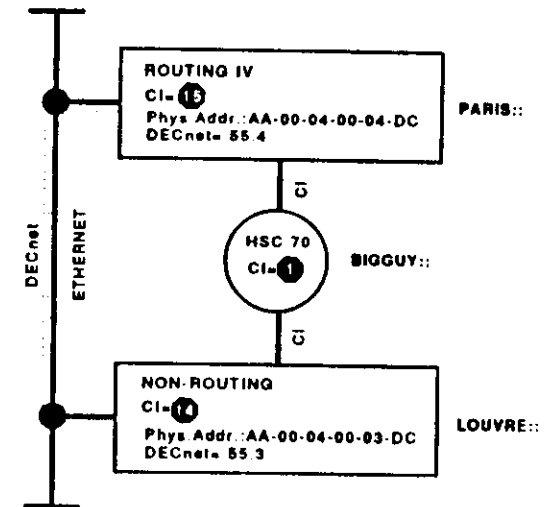 ROUTING IV
CI= 15
Phys.Addr.:AA-00-04-00-04-DC
DECnet= 55.4
PARIS::
CI
HSC 70
CI= 1
BIGGUY::
DECnet
ETHERNET
CI
NON-ROUTING
CI= 14
Phys.Addr.:AA-00-04-00-03-DC
DECnet= 55.3
LOUVRE::